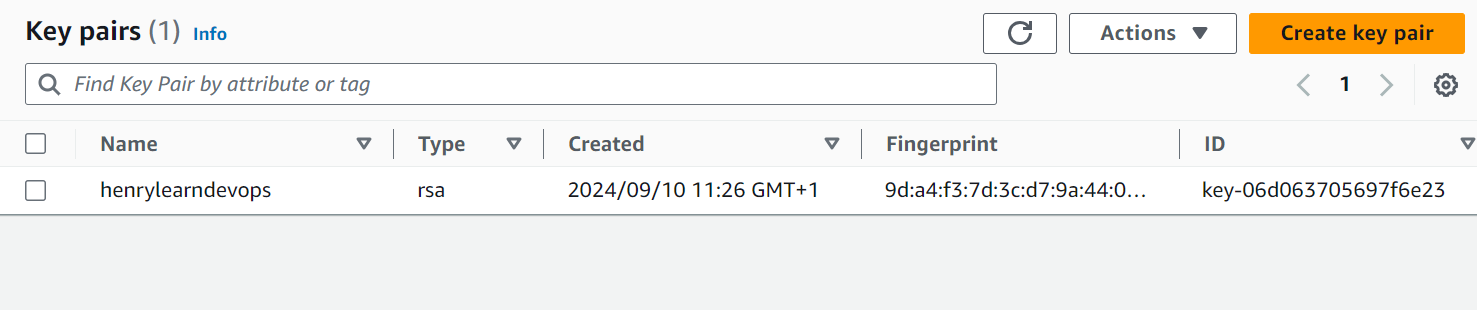 Key pairs (1) Info
Actions
Create key pair
Find Key Pair by attribute or tag
1
Name Type Created Fingerprint ID
henrylearndevops rsa 2024/09/10 11:26 GMT+1 9d:a4:f3:7d:3c:d7:9a:44:0... key-06d063705697f6e23